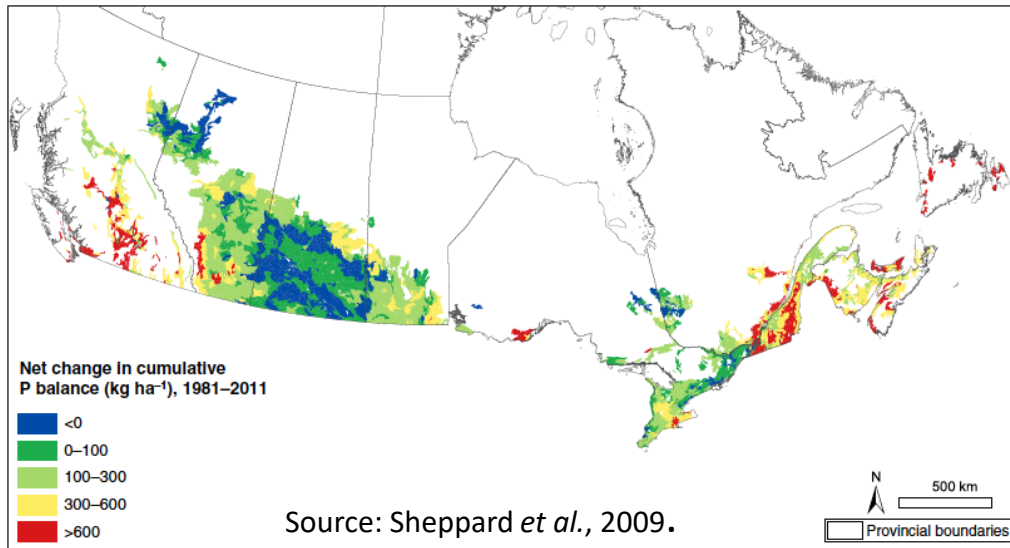 Net change in cumulative
P balance (kg ha⁻¹), 1981–2011
<0
0–100
100–300
300–600
>600
Source: Sheppard et al., 2009.
N
500 km
Provincial boundaries